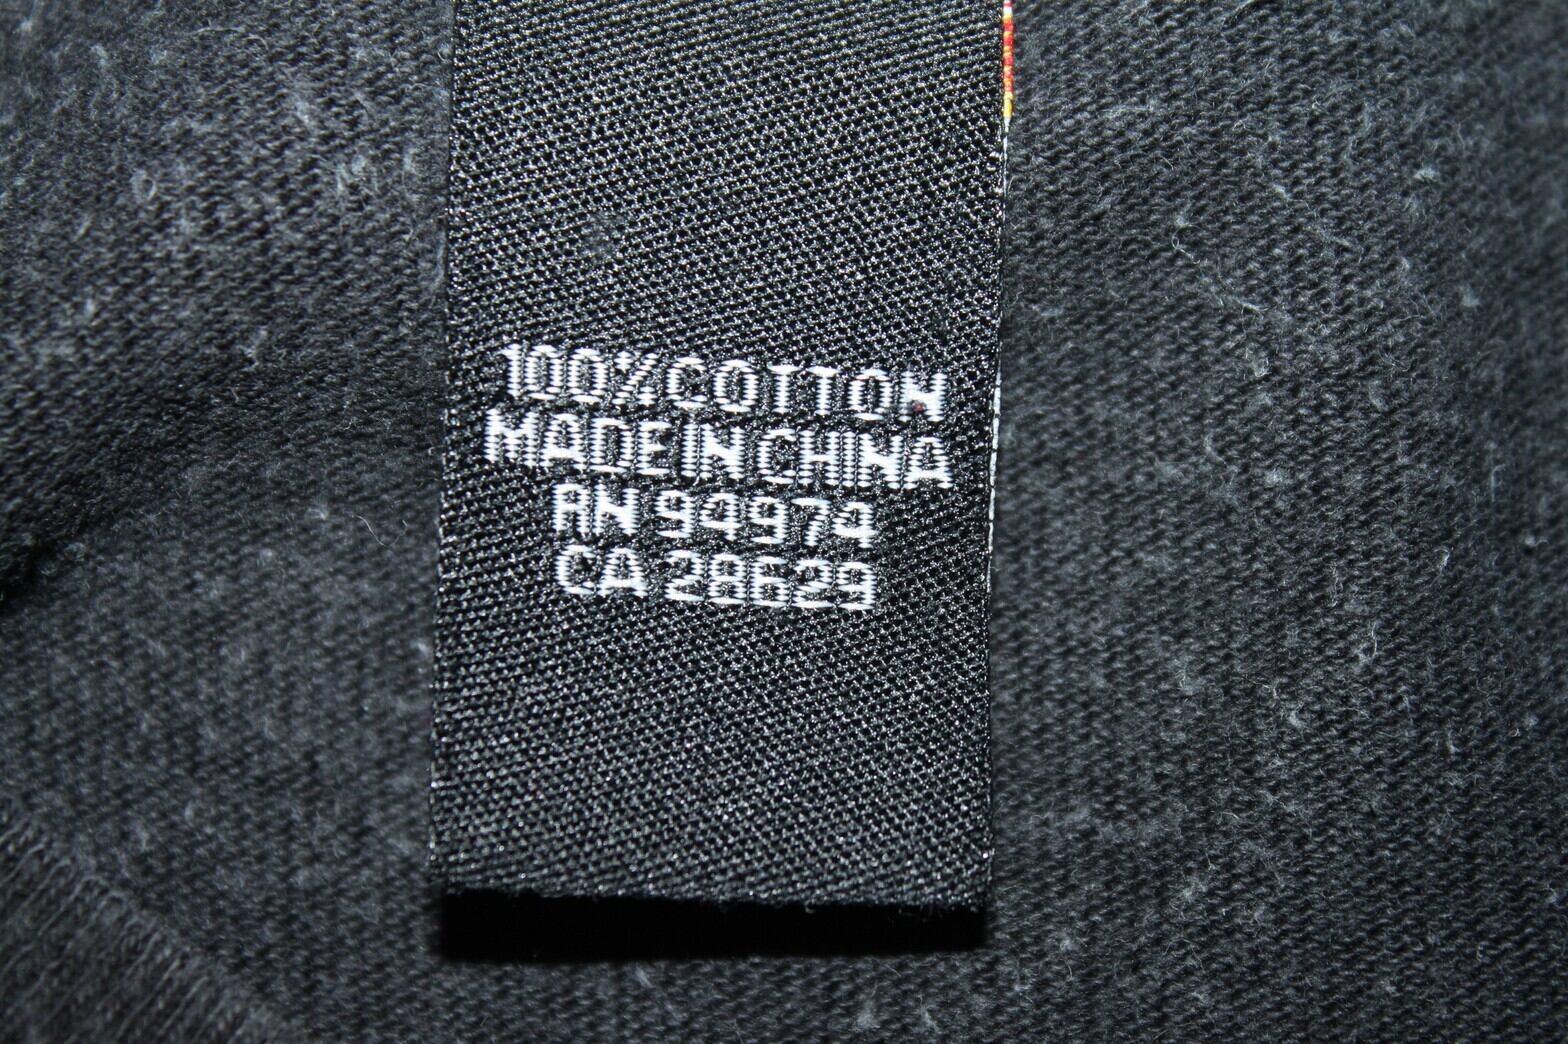 100% COTTON
MADE IN CHINA
RN 94974
CA 28629